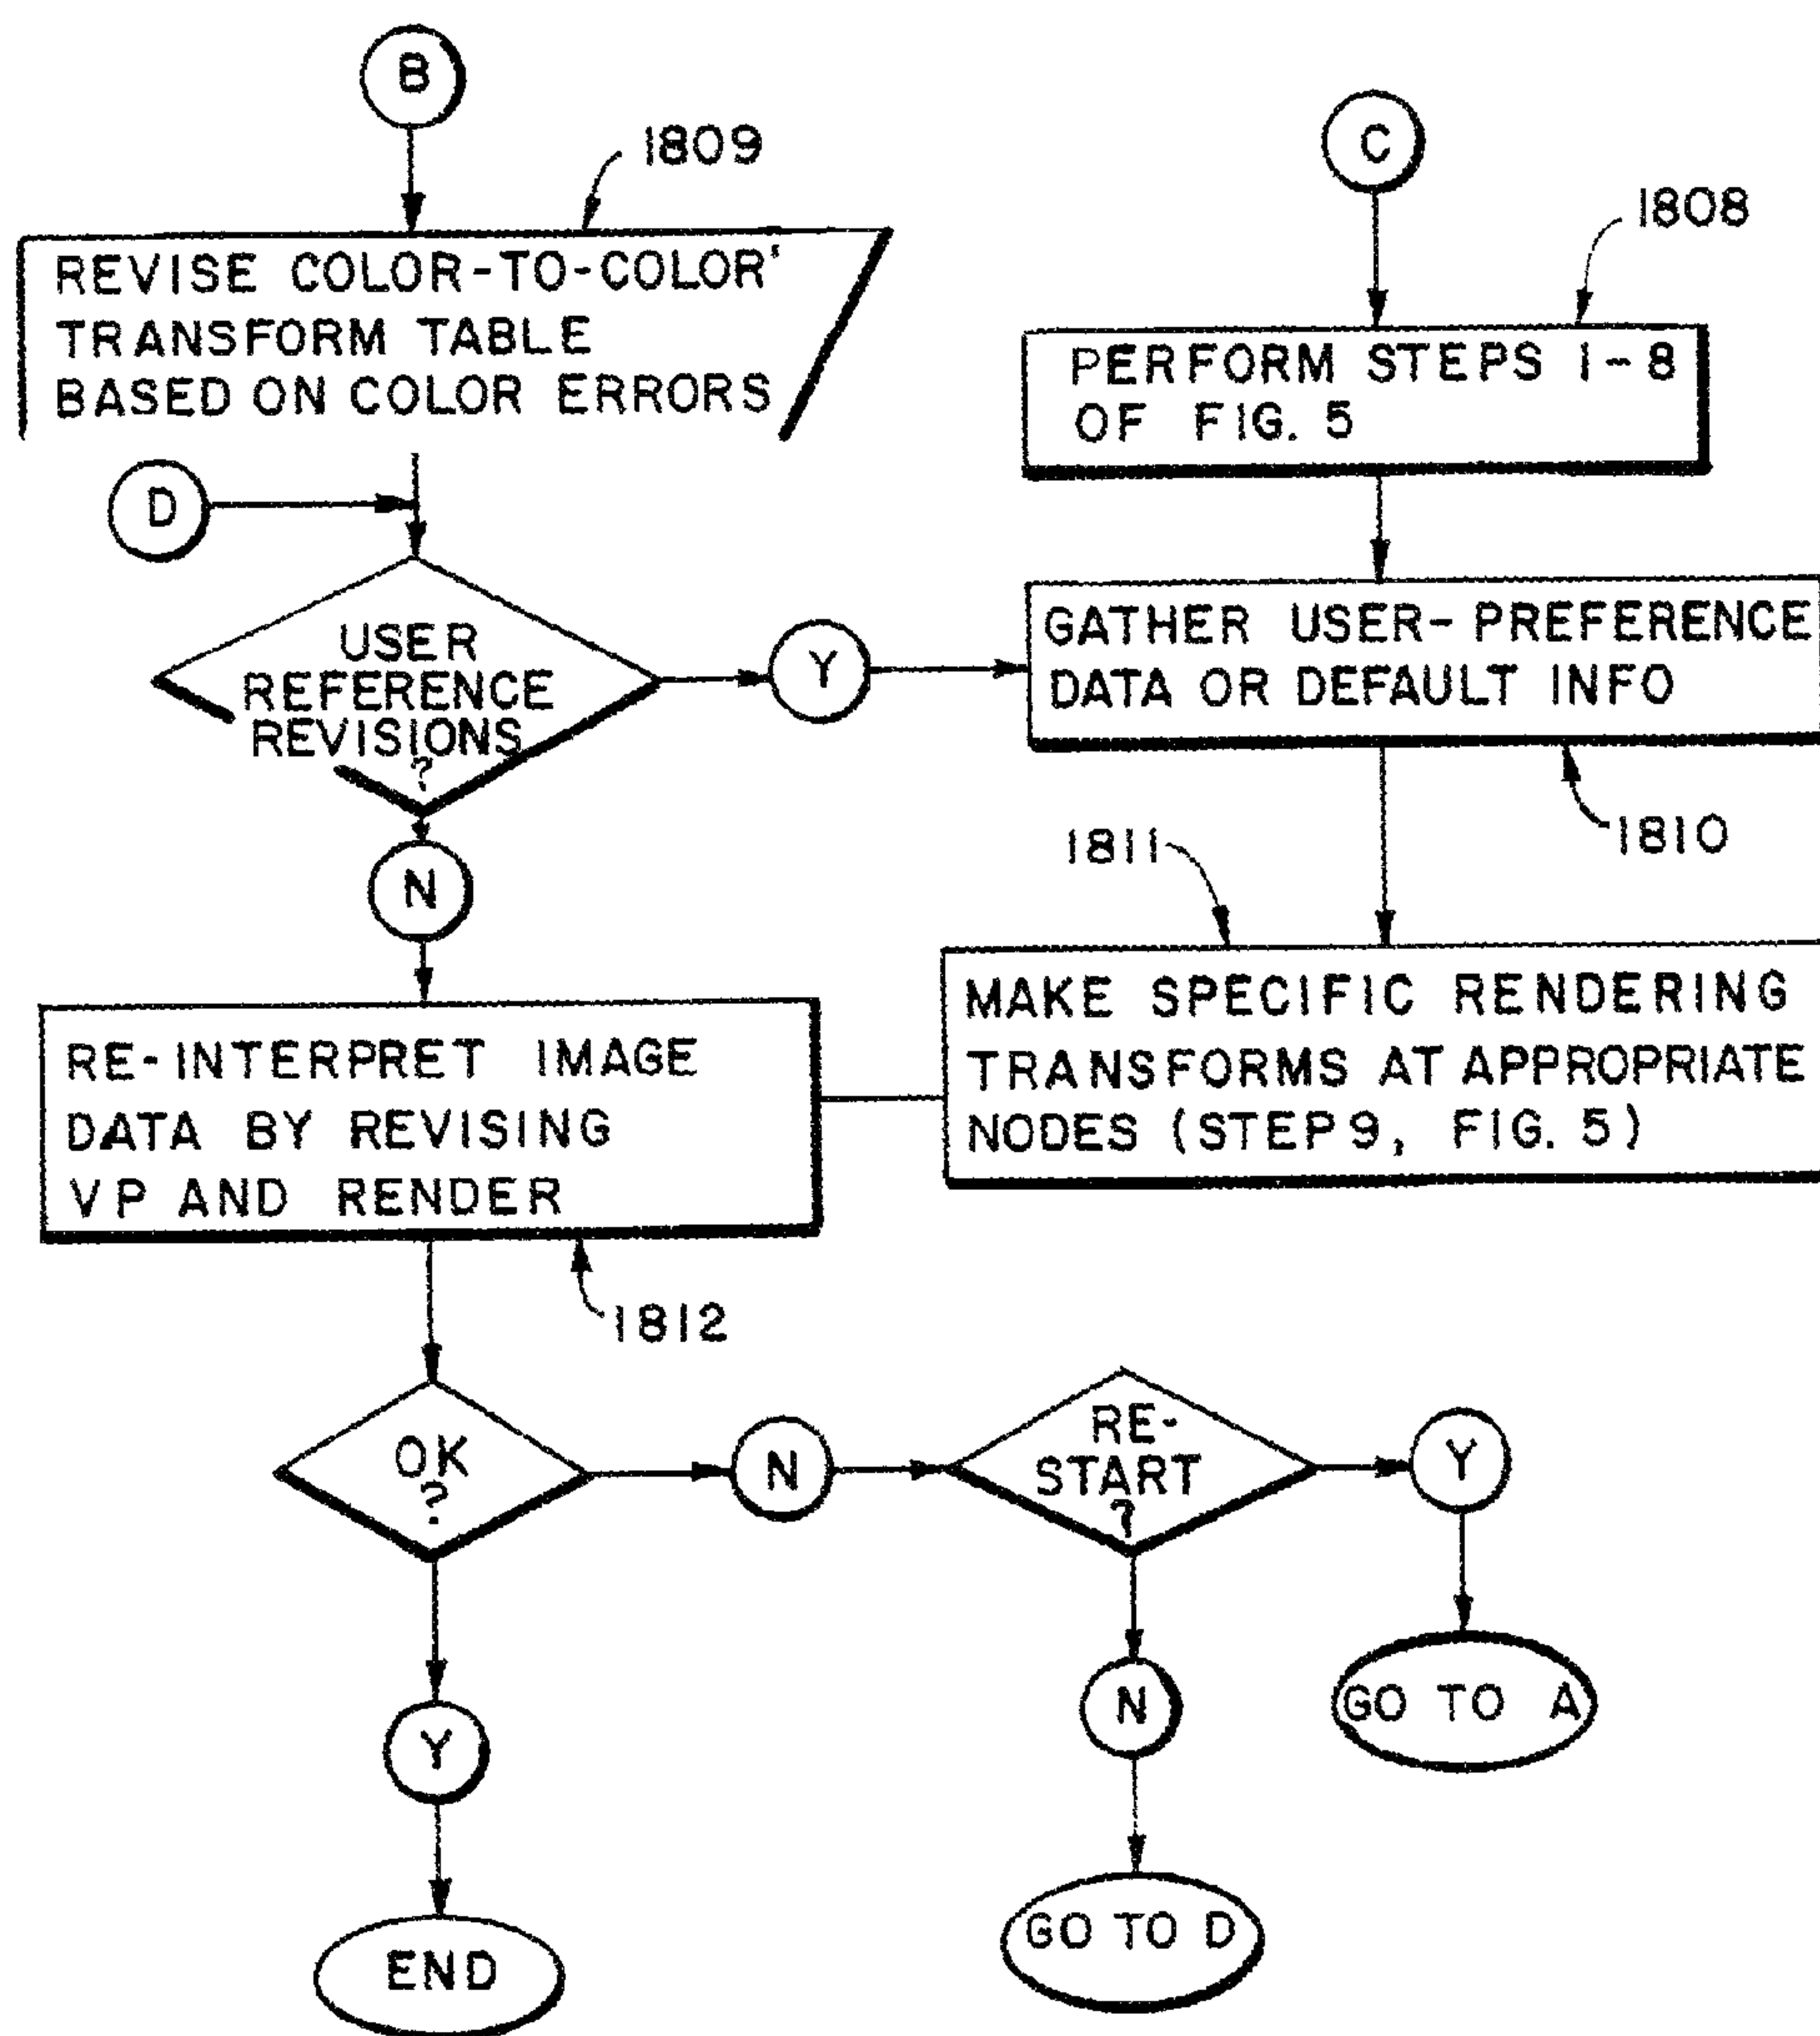 B
1809
REVISE COLOR-TO-COLOR'
TRANSFORM TABLE
BASED ON COLOR ERRORS
C
1808
PERFORM STEPS 1-8
OF FIG. 5
D
USER
REFERENCE
REVISIONS
?
Y
GATHER USER-PREFERENCE
DATA OR DEFAULT INFO
1810
N
1811
MAKE SPECIFIC RENDERING
TRANSFORMS AT APPROPRIATE
NODES (STEP 9, FIG. 5)
RE-INTERPRET IMAGE
DATA BY REVISING
VP AND RENDER
1812
OK
?
N
RE-
START
?
Y
GO TO A
Y
N
END
GO TO D